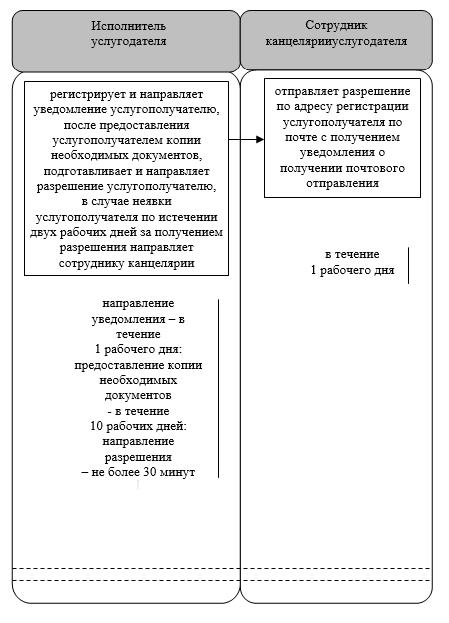 Исполнитель
услугодателя
Сотрудник
канцелярииуслугодателя
регистрирует и направляет
уведомление услугополучателю,
после предоставления
услугополучателем копии
необходимых документов,
подготавливает и направляет
разрешение услугополучателю,
в случае неявки
услугополучателя по истечении
двух рабочих дней за получением
разрешения направляет
сотруднику канцелярии
отправляет разрешение
по адресу регистрации
услугополучателя по
почте с получением
уведомления о
получении почтового
отправления
в течение
1 рабочего дня
направление
уведомления – в
течение
1 рабочего дня:
предоставление копии
необходимых
документов
- в течение
10 рабочих дней:
направление
разрешения
– не более 30 минут